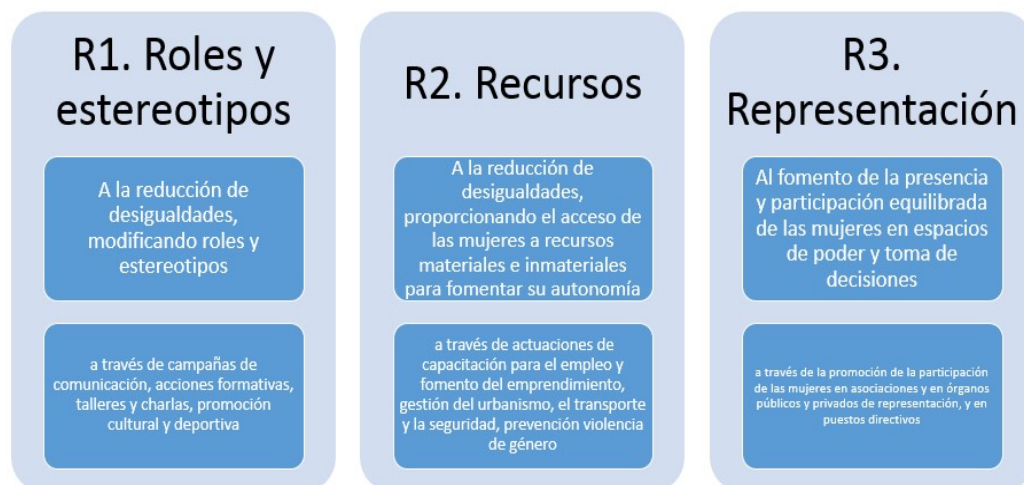 R1. Roles y
estereotipos
A la reducción de
desigualdades,
modificando roles y
estereotipos
a través de campañas de
comunicación, acciones formativas,
talleres y charlas, promoción
cultural y deportiva
R2. Recursos
A la reducción de
desigualdades,
proporcionando el acceso de
las mujeres a recursos
materiales e inmateriales
para fomentar su autonomía
a través de actuaciones de
capacitación para el empleo y
fomento del emprendimiento,
gestión del urbanismo, el transporte
y la seguridad, prevención violencia
de género
R3.
Representación
Al fomento de la presencia
y participación equilibrada
de las mujeres en espacios
de poder y toma de
decisiones
a través de la promoción de la participación
de las mujeres en asociaciones y en órganos
públicos y privados de representación, y en
puestos directivos